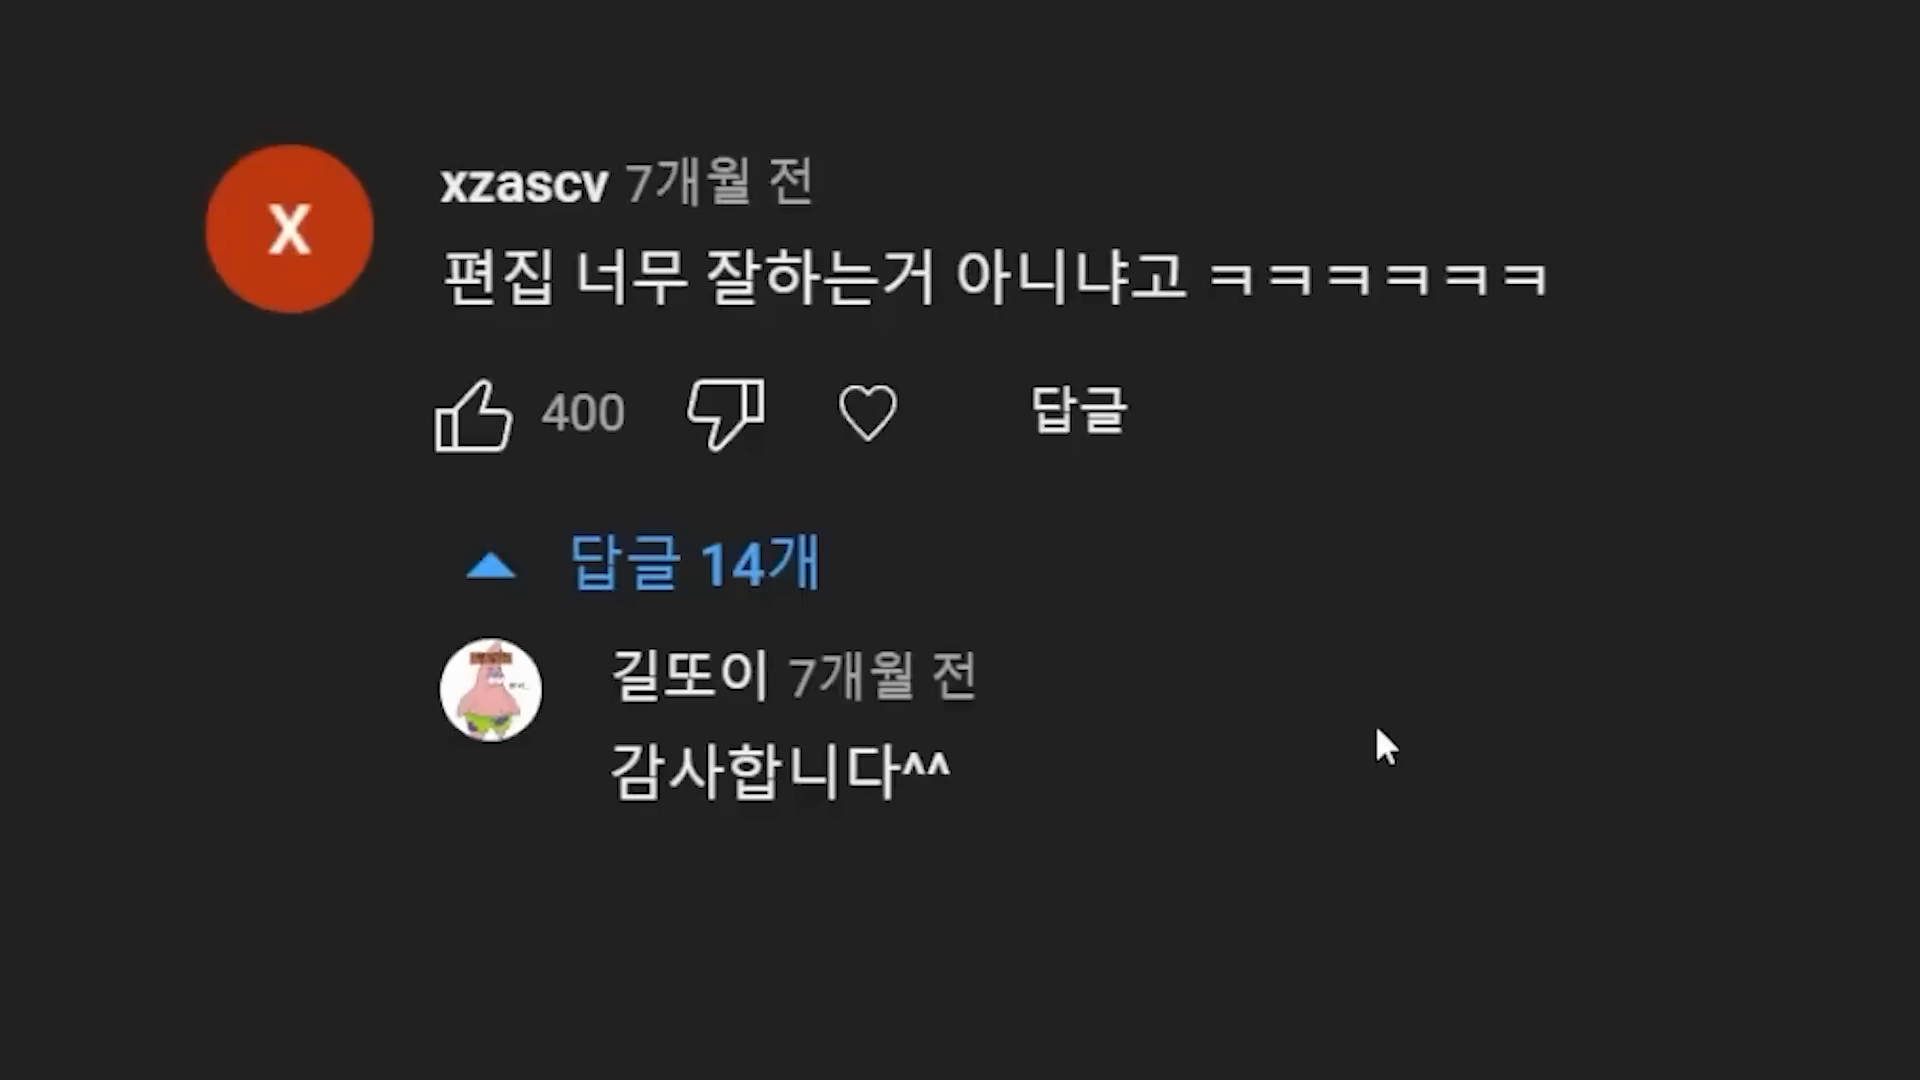 X
xzascv 7개월 전
편집 너무 잘하는거 아니냐고 ㅋㅋㅋㅋㅋㅋ
400 답글
답글 14개
길또이 7개월 전
감사합니다^^